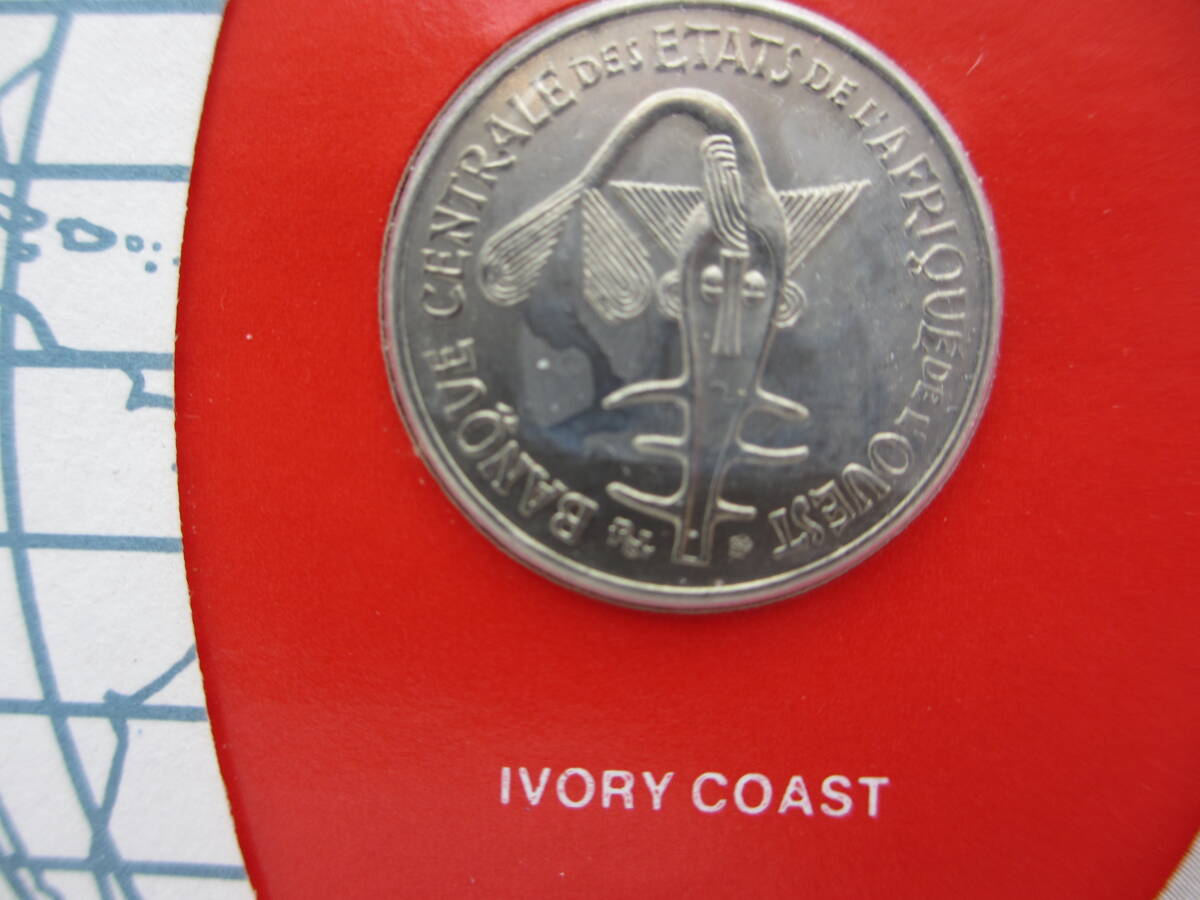 BANQUE CENTRALE DES ETATS DE L'AFRIQUE DE L'OUEST
IVORY COAST